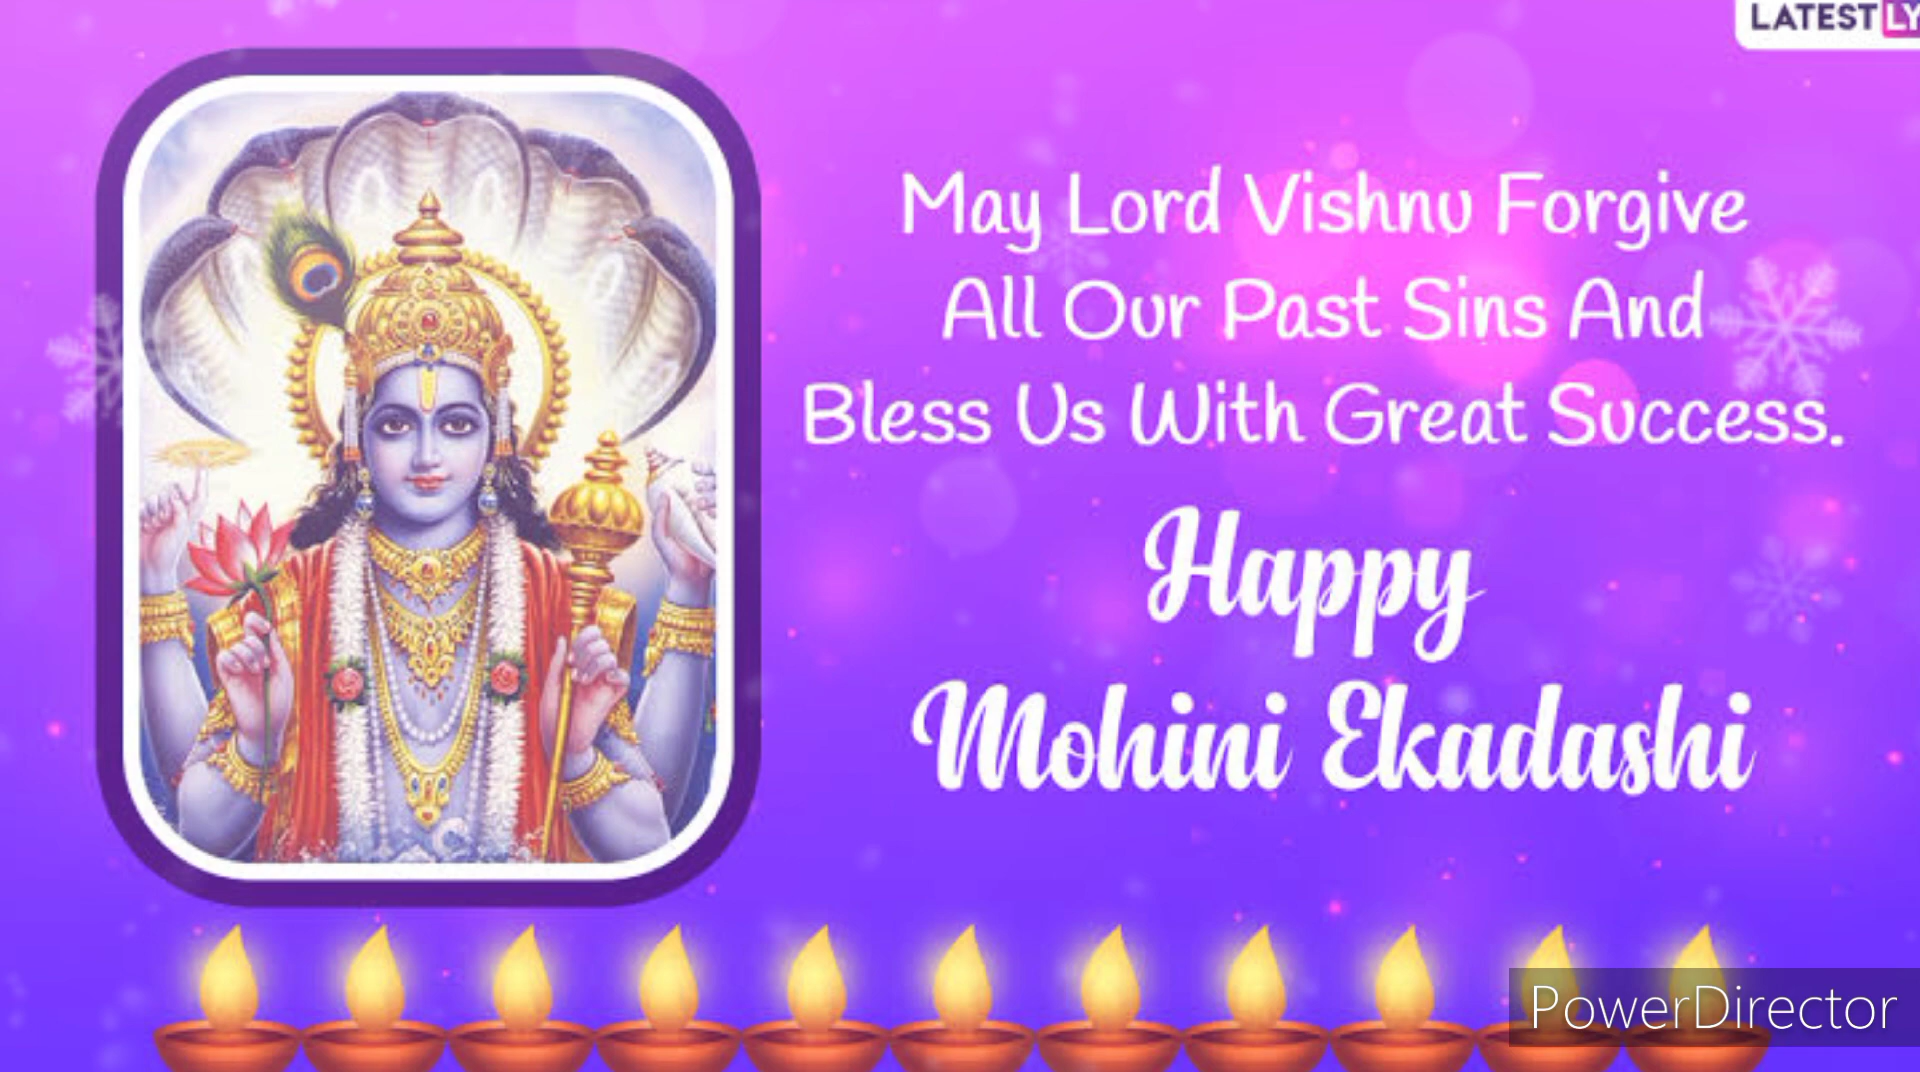 LATESTLY
May Lord Vishnu Forgive
All Our Past Sins And
Bless Us With Great Success.
Happy
Mohini Ekadashi
PowerDirector